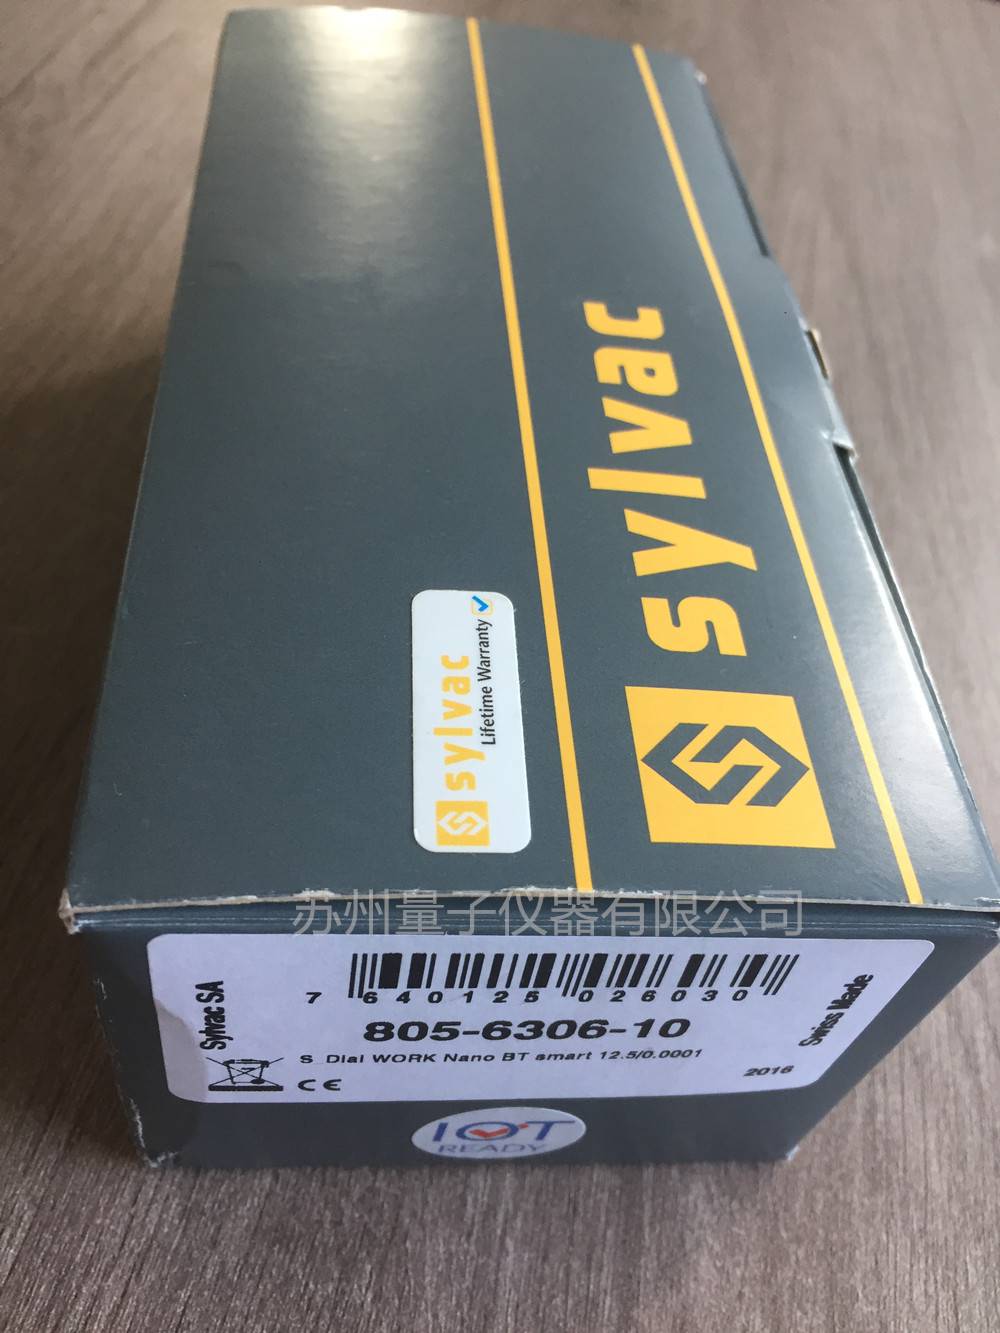 sylvac
sylvac
Lifetime Warranty
苏州量子仪器有限公司
Sylvac SA
7 640125 026030
805-6306-10
S_Dial WORK Nano BT smart 12.5/0.0001
CE
2016
Swiss Made
IOT
READY